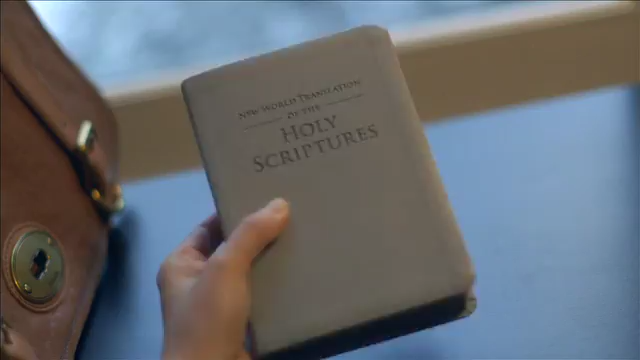 NEW WORLD TRANSLATION
OF THE
HOLY
SCRIPTURES